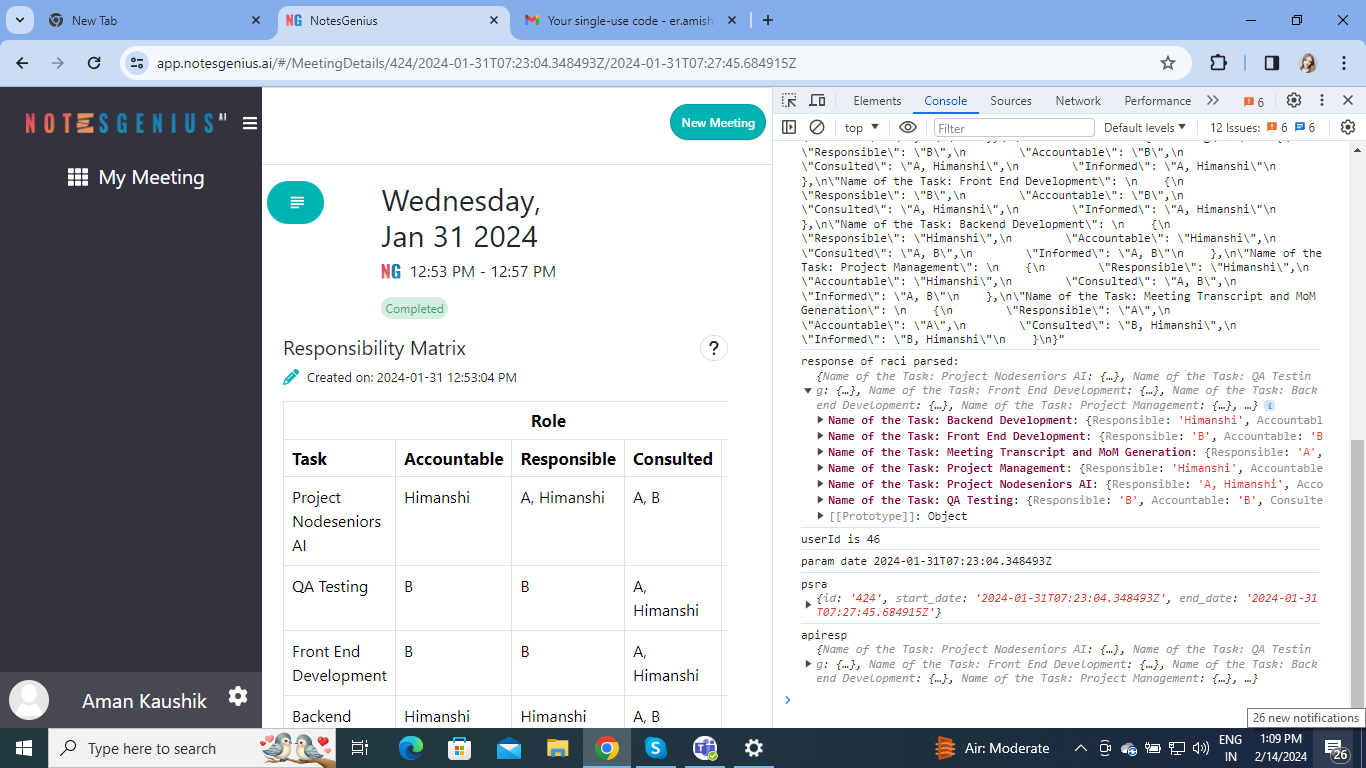 New Tab
NotesGenius
Your single-use code - er.amish
app.notesgenius.ai/#/MeetingDetails/424/2024-01-31T07:23:04.348493Z/2024-01-31T07:27:45.684915Z
NOTESGENIUS AI
My Meeting
New Meeting
Wednesday,
Jan 31 2024
NG 12:53 PM - 12:57 PM
Completed
Responsibility Matrix
?
Created on: 2024-01-31 12:53:04 PM
Role
Task Accountable Responsible Consulted
Project Nodeseniors AI Himanshi A, Himanshi A, B
QA Testing B B A, Himanshi
Front End Development B B A, Himanshi
Backend Himanshi Himanshi A, B
Aman Kaushik
Elements Console Sources Network Performance 6
top Filter Default levels 12 Issues: 6 6
\"Responsible\": \"B\",\n \"Accountable\": \"B\",\n
\"Consulted\": \"A, Himanshi\",\n \"Informed\": \"A, Himanshi\"\n
},\n\"Name of the Task: Front End Development\": \n {\n
\"Responsible\": \"B\",\n \"Accountable\": \"B\",\n
\"Consulted\": \"A, Himanshi\",\n \"Informed\": \"A, Himanshi\"\n
},\n\"Name of the Task: Backend Development\": \n {\n
\"Responsible\": \"Himanshi\",\n \"Accountable\": \"Himanshi\",\n
\"Consulted\": \"A, B\",\n \"Informed\": \"A, B\"\n },\n\"Name of the
Task: Project Management\": \n {\n \"Responsible\": \"Himanshi\",\n
\"Accountable\": \"Himanshi\",\n \"Consulted\": \"A, B\",\n
\"Informed\": \"A, B\"\n },\n\"Name of the Task: Meeting Transcript and MoM
Generation\": \n {\n \"Responsible\": \"A\",\n
\"Accountable\": \"A\",\n \"Consulted\": \"B, Himanshi\",\n
\"Informed\": \"B, Himanshi\"\n }\n}"
response of raci parsed:
{Name of the Task: Project Nodeseniors AI: {…}, Name of the Task: QA Testin
g: {…}, Name of the Task: Front End Development: {…}, Name of the Task: Back
end Development: {…}, Name of the Task: Project Management: {…}, …} i
Name of the Task: Backend Development: {Responsible: 'Himanshi', Accountabl
Name of the Task: Front End Development: {Responsible: 'B', Accountable: 'B
Name of the Task: Meeting Transcript and MoM Generation: {Responsible: 'A',
Name of the Task: Project Management: {Responsible: 'Himanshi', Accountable
Name of the Task: Project Nodeseniors AI: {Responsible: 'A, Himanshi', Acco
Name of the Task: QA Testing: {Responsible: 'B', Accountable: 'B', Consulte
[[Prototype]]: Object
userId is 46
param date 2024-01-31T07:23:04.348493Z
psra
{id: '424', start_date: '2024-01-31T07:23:04.348493Z', end_date: '2024-01-31
T07:27:45.684915Z'}
apiresp
{Name of the Task: Project Nodeseniors AI: {…}, Name of the Task: QA Testin
g: {…}, Name of the Task: Front End Development: {…}, Name of the Task: Back
end Development: {…}, Name of the Task: Project Management: {…}, …}
26 new notifications
Type here to search
Air: Moderate
ENG
IN
1:09 PM
2/14/2024
26